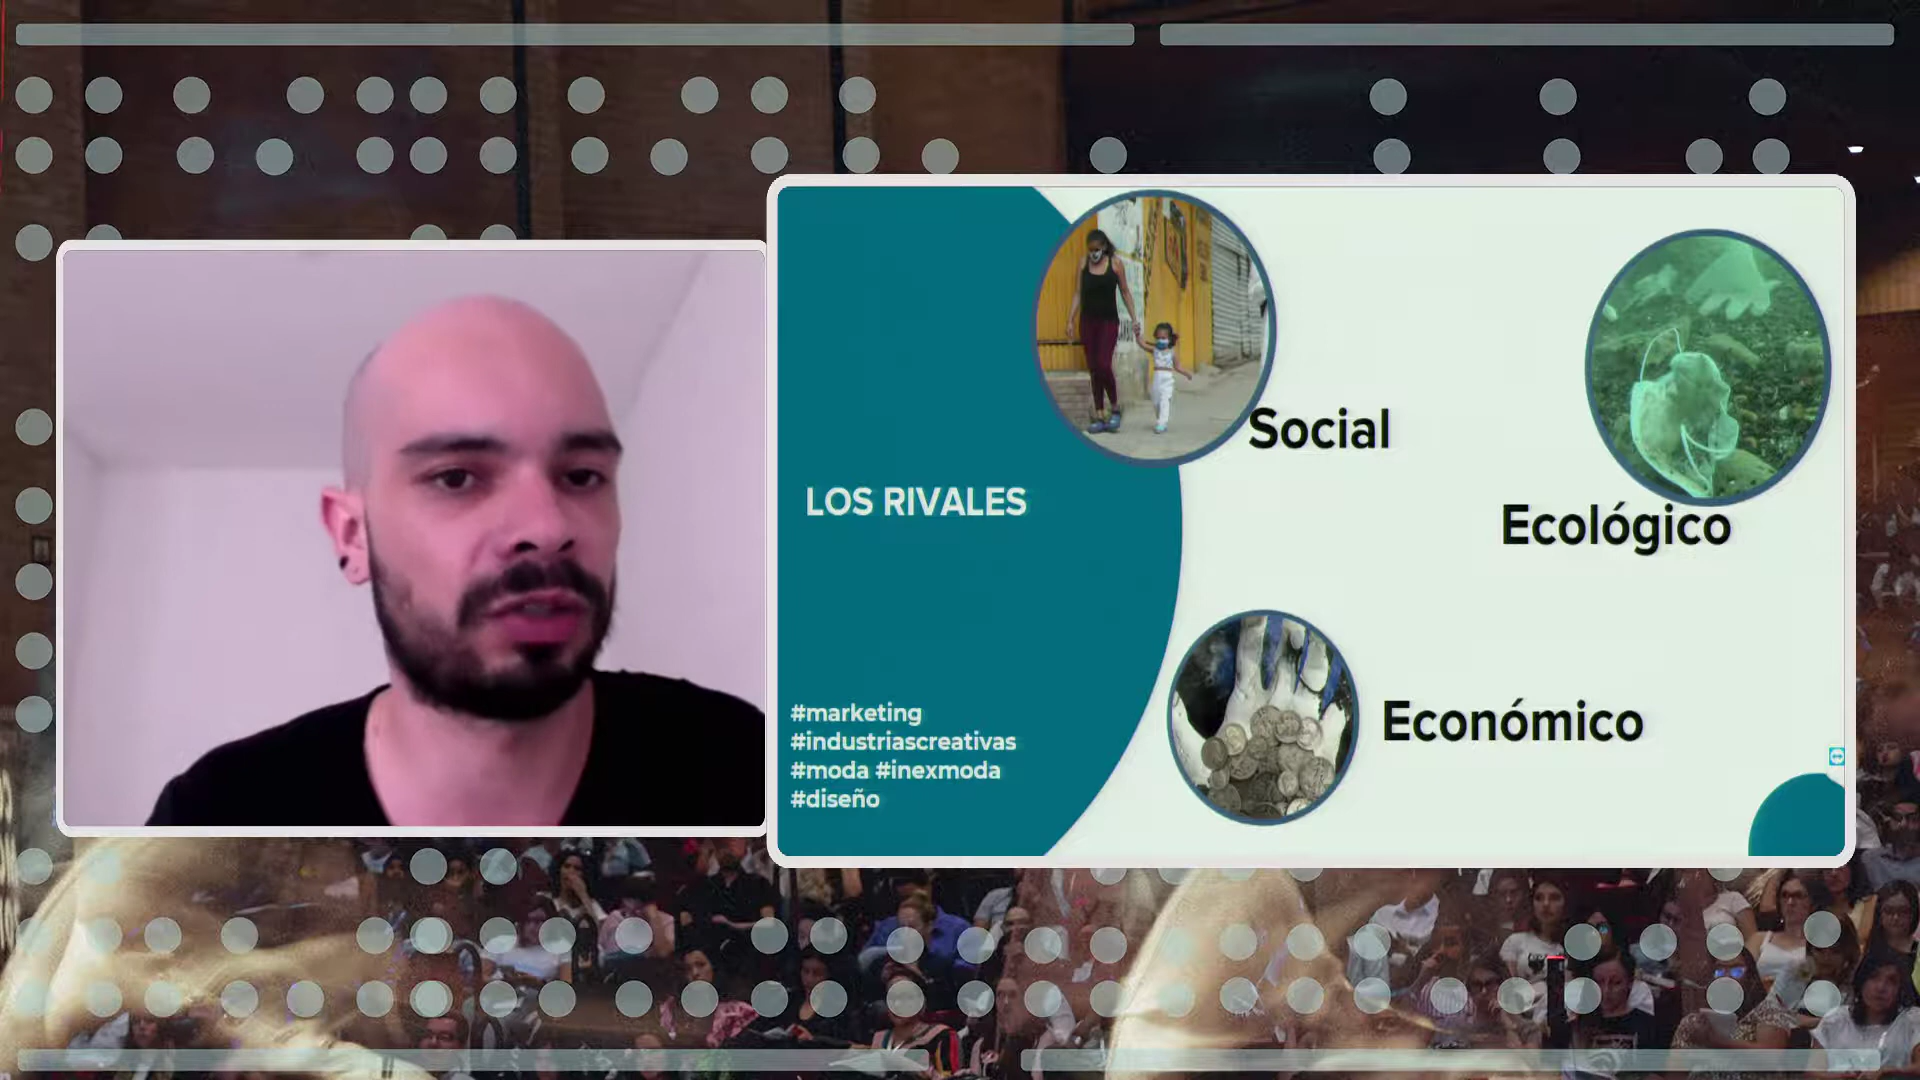 Social
LOS RIVALES
Ecológico
Económico
#marketing
#industriascreativas
#moda #inexmoda
#diseño